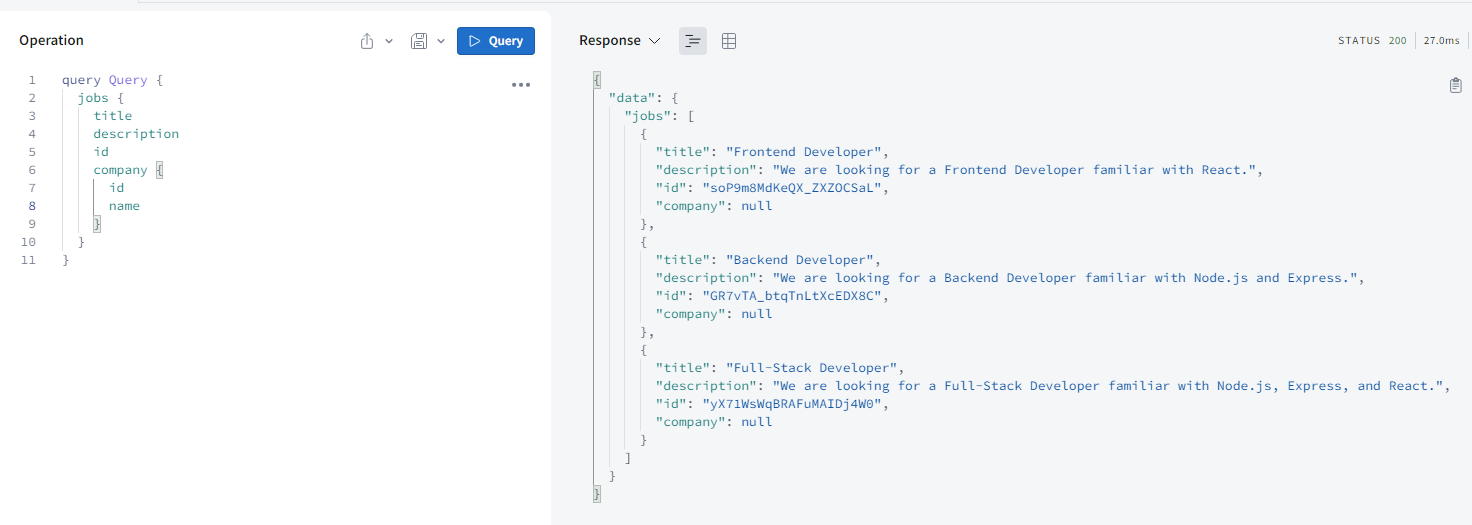 Operation
Query
1 query Query {
2 jobs {
3 title
4 description
5 id
6 company {
7 id
8 name
9 }
10 }
11 }
Response
STATUS 200 27.0ms
{
"data": {
"jobs": [
{
"title": "Frontend Developer",
"description": "We are looking for a Frontend Developer familiar with React.",
"id": "soP9m8MdKeQX_ZXZOCSaL",
"company": null
},
{
"title": "Backend Developer",
"description": "We are looking for a Backend Developer familiar with Node.js and Express.",
"id": "GR7vTA_btqTnLtXcEDX8C",
"company": null
},
{
"title": "Full-Stack Developer",
"description": "We are looking for a Full-Stack Developer familiar with Node.js, Express, and React.",
"id": "yX71WsWqBRAFuMAIDj4W0",
"company": null
}
]
}
}